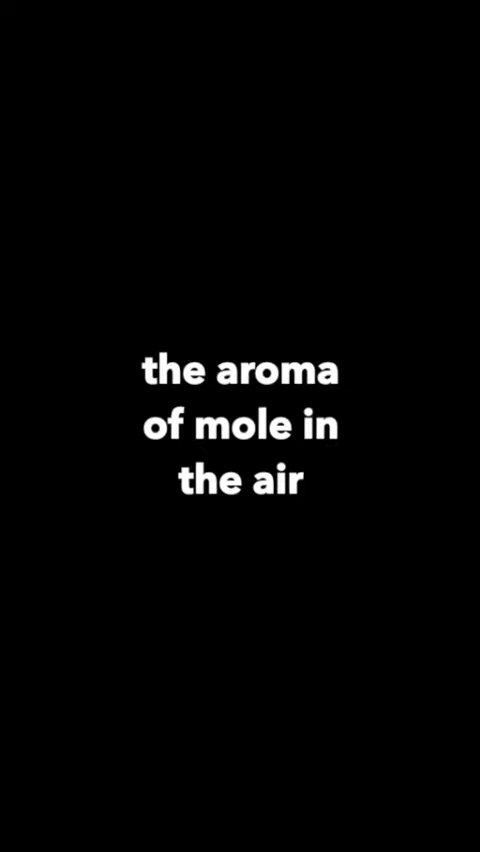 the aroma
of mole in
the air